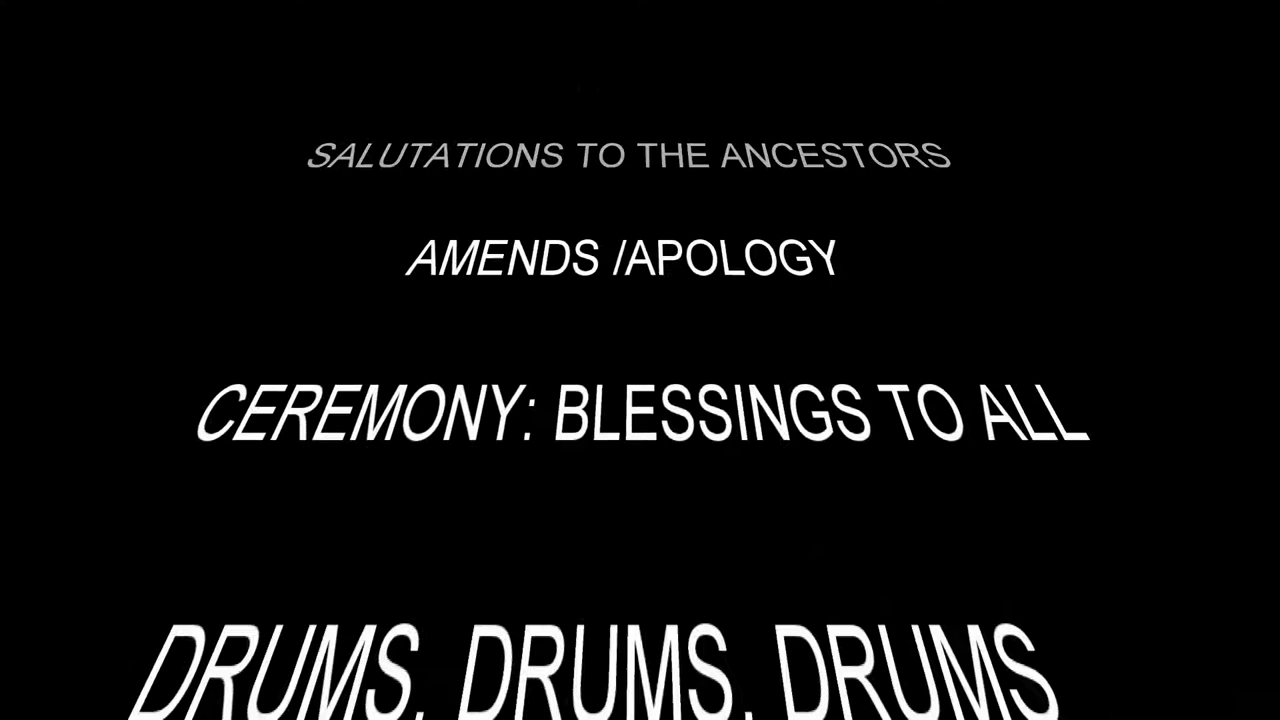 SALUTATIONS TO THE ANCESTORS
AMENDS /APOLOGY
CEREMONY: BLESSINGS TO ALL
DRUMS, DRUMS, DRUMS